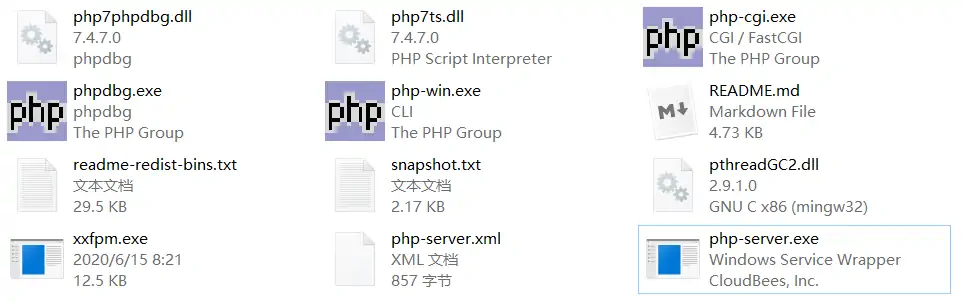 php7phpdbg.dll
7.4.7.0
phpdbg
php7ts.dll
7.4.7.0
PHP Script Interpreter
php-cgi.exe
CGI / FastCGI
The PHP Group
phpdbg.exe
phpdbg
The PHP Group
php-win.exe
CLI
The PHP Group
README.md
Markdown File
4.73 KB
readme-redist-bins.txt
文本文档
29.5 KB
snapshot.txt
文本文档
2.17 KB
pthreadGC2.dll
2.9.1.0
GNU C x86 (mingw32)
xxfpm.exe
2020/6/15 8:21
12.5 KB
php-server.xml
XML 文档
857 字节
php-server.exe
Windows Service Wrapper
CloudBees, Inc.
php
php
php
M